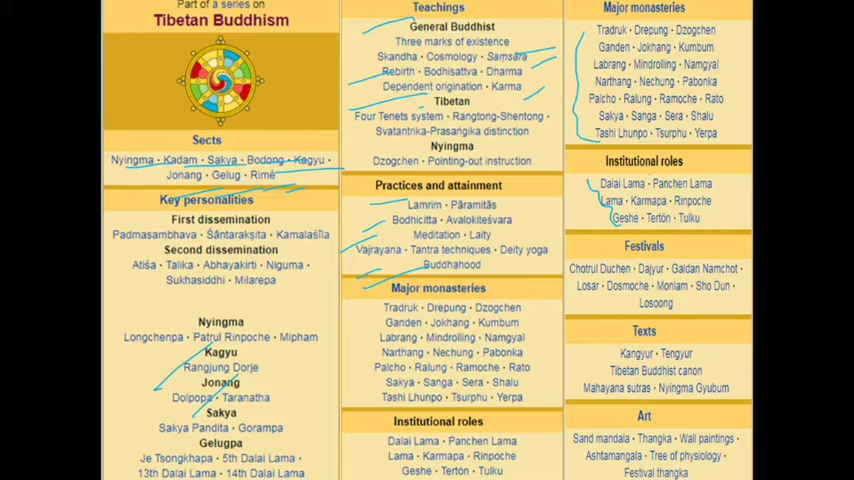 Part of a series on
Tibetan Buddhism
Sects
Nyingma · Kadam · Sakya · Bodong · Kagyu ·
Jonang · Gelug · Rimé
Key personalities
First dissemination
Padmasambhava · Śāntarakṣita · Kamalaśīla
Second dissemination
Atiśa · Talika · Abhayakirti · Niguma ·
Sukhasiddhi · Milarepa
Nyingma
Longchenpa · Patrul Rinpoche · Mipham
Kagyu
Rangjung Dorje
Jonang
Dolpopa · Taranatha
Sakya
Sakya Pandita · Gorampa
Gelugpa
Je Tsongkhapa · 5th Dalai Lama ·
13th Dalai Lama · 14th Dalai Lama
Teachings
General Buddhist
Three marks of existence
Skandha · Cosmology · Saṃsāra
Rebirth · Bodhisattva · Dharma
Dependent origination · Karma
Tibetan
Four Tenets system · Rangtong-Shentong ·
Svatantrika-Prasaṅgika distinction
Nyingma
Dzogchen · Pointing-out instruction
Practices and attainment
Lamrim · Pāramitās
Bodhicitta · Avalokiteśvara
Meditation · Laity
Vajrayana · Tantra techniques · Deity yoga
Buddhahood
Major monasteries
Tradruk · Drepung · Dzogchen
Ganden · Jokhang · Kumbum
Labrang · Mindrolling · Namgyal
Narthang · Nechung · Pabonka
Palcho · Ralung · Ramoche · Rato
Sakya · Sanga · Sera · Shalu
Tashi Lhunpo · Tsurphu · Yerpa
Institutional roles
Dalai Lama · Panchen Lama
Lama · Karmapa · Rinpoche
Geshe · Tertön · Tulku
Major monasteries
Tradruk · Drepung · Dzogchen
Ganden · Jokhang · Kumbum
Labrang · Mindrolling · Namgyal
Narthang · Nechung · Pabonka
Palcho · Ralung · Ramoche · Rato
Sakya · Sanga · Sera · Shalu
Tashi Lhunpo · Tsurphu · Yerpa
Institutional roles
Dalai Lama · Panchen Lama
Lama · Karmapa · Rinpoche
Geshe · Tertön · Tulku
Festivals
Chotrul Duchen · Dajyur · Galdan Namchot ·
Losar · Dosmoche · Monlam · Sho Dun ·
Losoong
Texts
Kangyur · Tengyur
Tibetan Buddhist canon
Mahayana sutras · Nyingma Gyubum
Art
Sand mandala · Thangka · Wall paintings ·
Ashtamangala · Tree of physiology ·
Festival thangka